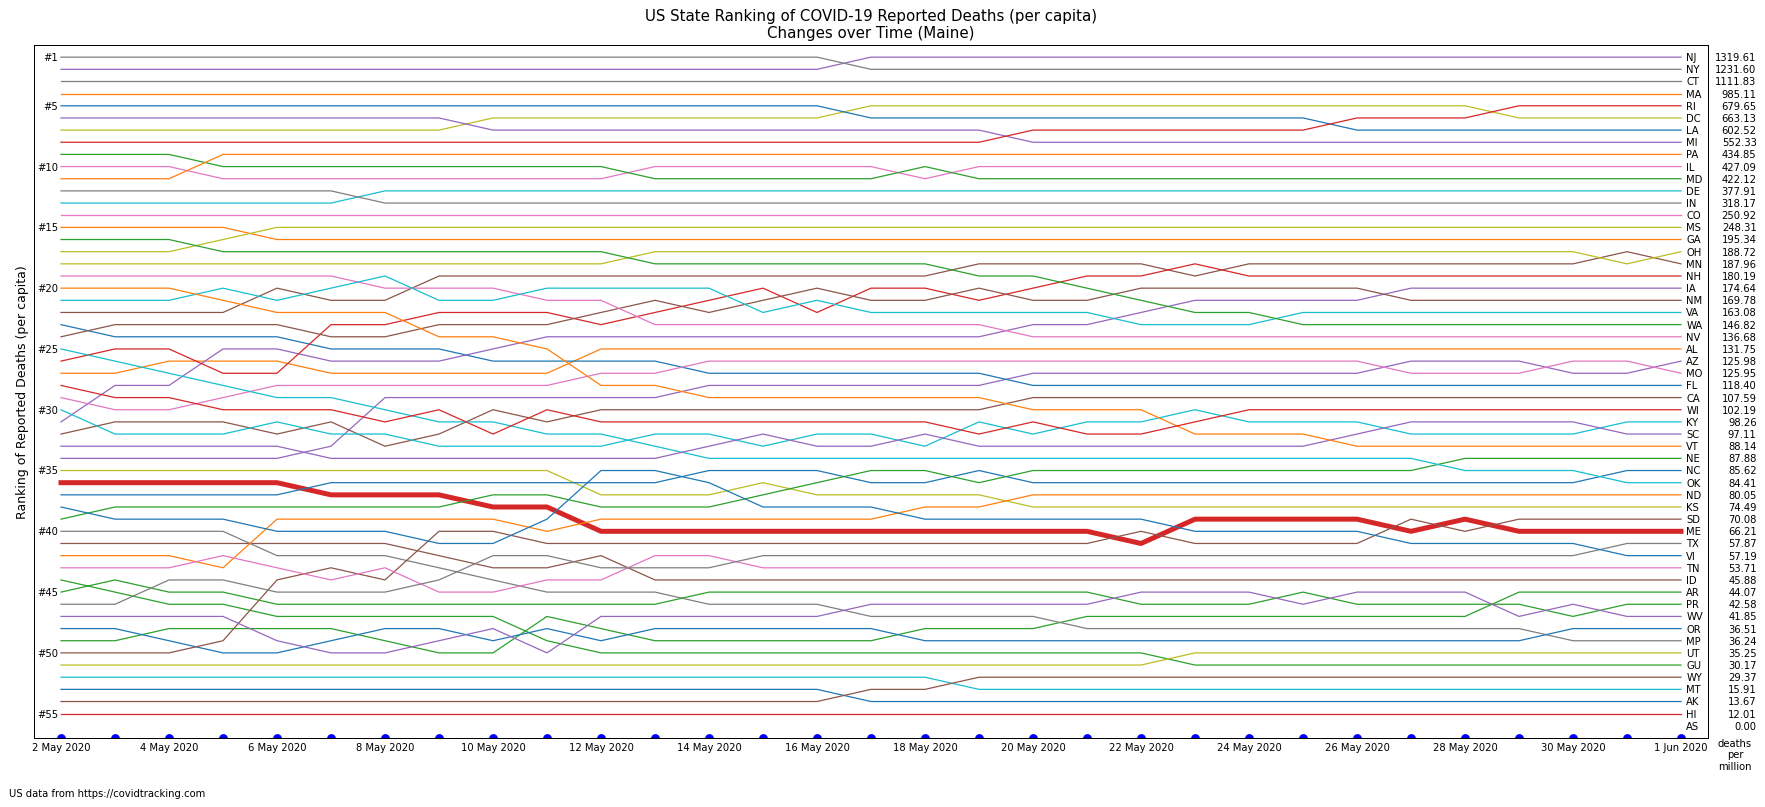 US State Ranking of COVID-19 Reported Deaths (per capita)
Changes over Time (Maine)
Ranking of Reported Deaths (per capita)
#1
#5
#10
#15
#20
#25
#30
#35
#40
#45
#50
#55
NJ 1319.61
NY 1231.60
CT 1111.83
MA 985.11
RI 679.65
DC 663.13
LA 602.52
MI 552.33
PA 434.85
IL 427.09
MD 422.12
DE 377.91
IN 318.17
CO 250.92
MS 248.31
GA 195.34
OH 188.72
MN 187.96
NH 180.19
IA 174.64
NM 169.78
VA 163.08
WA 146.82
NV 136.68
AL 131.75
AZ 125.98
MO 125.95
FL 118.40
CA 107.59
WI 102.19
KY 98.26
SC 97.11
VT 88.14
NE 87.88
NC 85.62
OK 84.41
ND 80.05
KS 74.49
SD 70.08
ME 66.21
TX 57.87
VI 57.19
TN 53.71
ID 45.88
AR 44.07
PR 42.58
WV 41.85
OR 36.51
MP 36.24
UT 35.25
GU 30.17
WY 29.37
MT 15.91
AK 13.67
HI 12.01
AS 0.00
2 May 2020 4 May 2020 6 May 2020 8 May 2020 10 May 2020 12 May 2020 14 May 2020 16 May 2020 18 May 2020 20 May 2020 22 May 2020 24 May 2020 26 May 2020 28 May 2020 30 May 2020 1 Jun 2020
deaths
per
million
US data from https://covidtracking.com